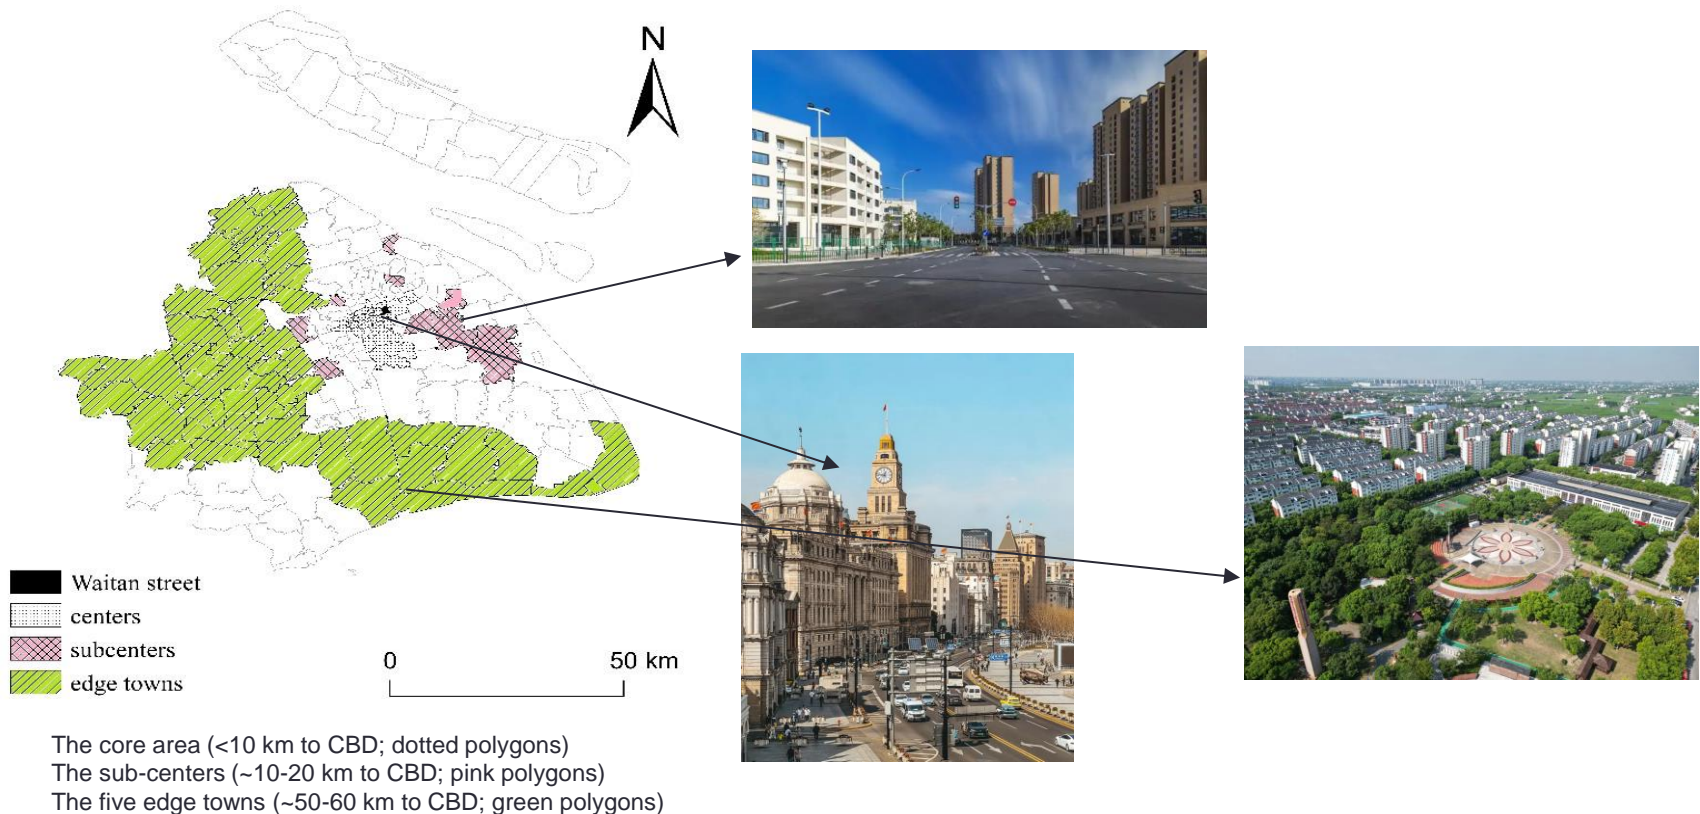 N
Waitan street
centers
subcenters
edge towns
0 50 km
The core area (<10 km to CBD; dotted polygons)
The sub-centers (~10-20 km to CBD; pink polygons)
The five edge towns (~50-60 km to CBD; green polygons)